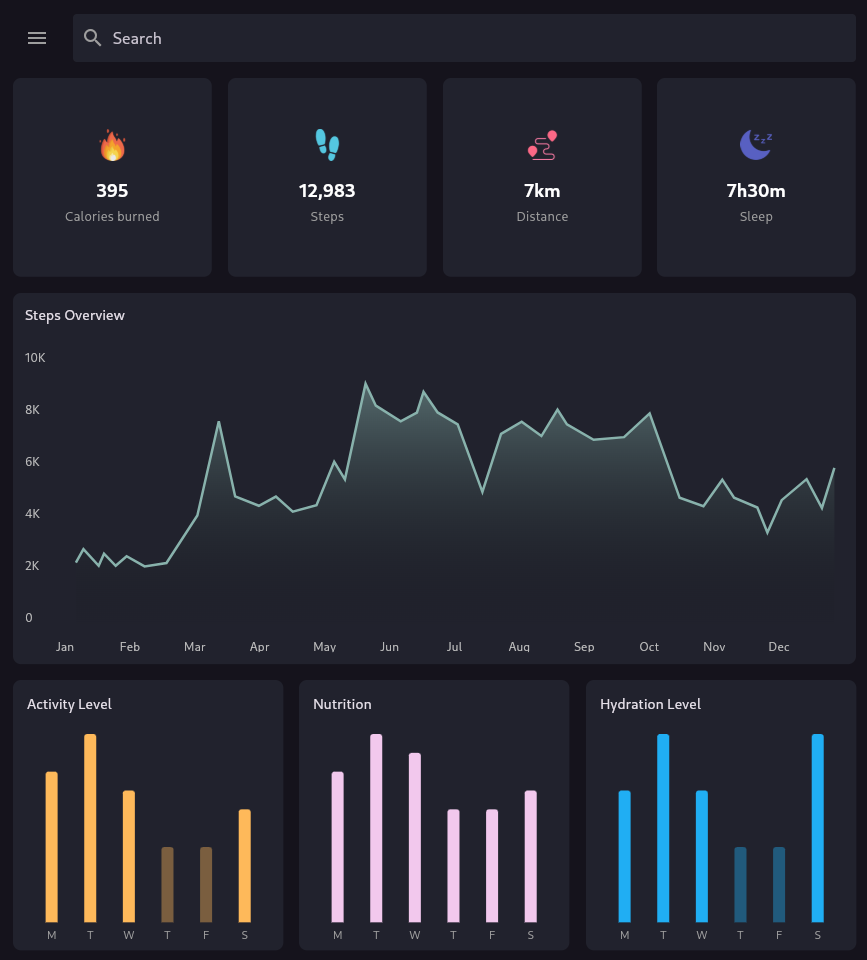 Search
395
Calories burned
12,983
Steps
7km
Distance
zzz
7h30m
Sleep
Steps Overview
10K
8K
6K
4K
2K
0
Jan Feb Mar Apr May Jun Jul Aug Sep Oct Nov Dec
Activity Level
M T W T F S
Nutrition
M T W T F S
Hydration Level
M T W T F S